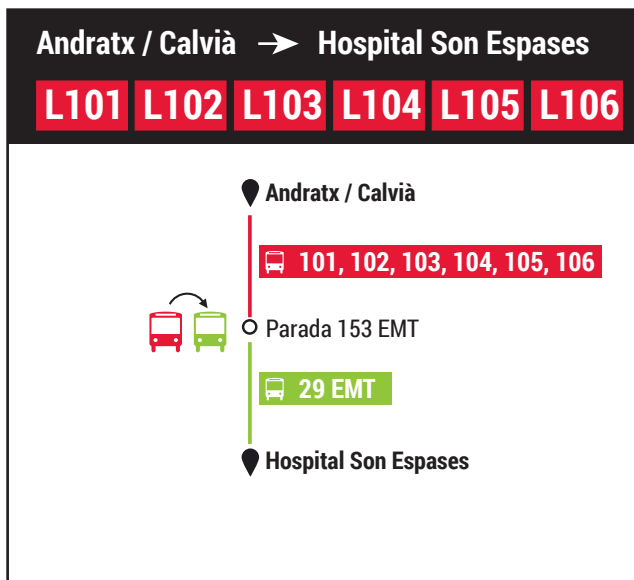 Andratx / Calvià → Hospital Son Espases
L101 L102 L103 L104 L105 L106
Andratx / Calvià
101, 102, 103, 104, 105, 106
Parada 153 EMT
29 EMT
Hospital Son Espases